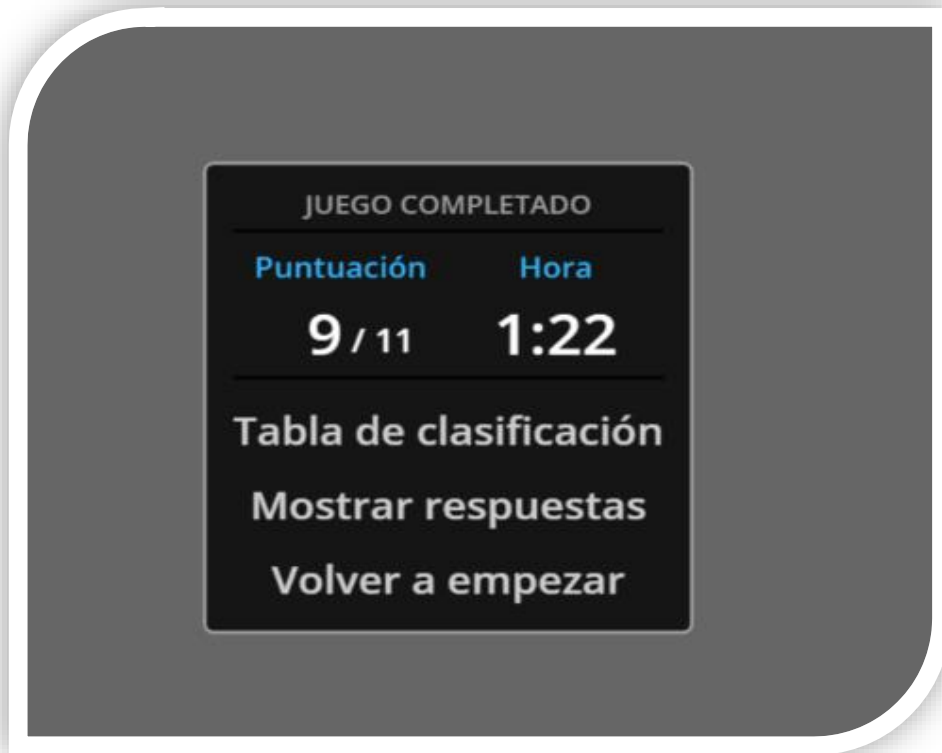 JUEGO COMPLETADO
Puntuación Hora
9 / 11 1:22
Tabla de clasificación
Mostrar respuestas
Volver a empezar